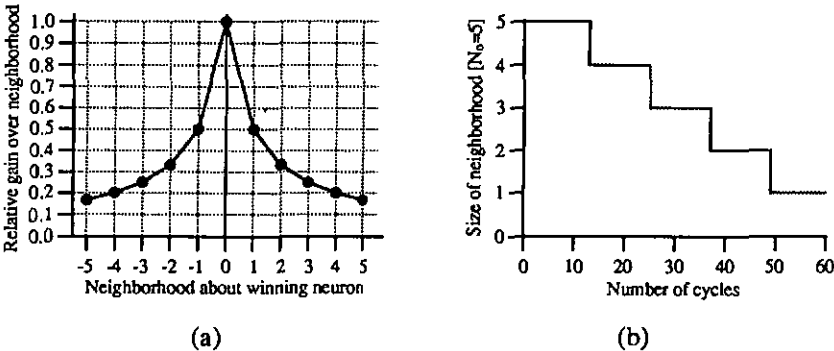 Relative gain over neighborhood
1.0
0.9
0.8
0.7
0.6
0.5
0.4
0.3
0.2
0.1
0.0
-5 -4 -3 -2 -1 0 1 2 3 4 5
Neighborhood about winning neuron
(a)
Size of neighborhood [N₀=5]
5
4
3
2
1
0
0 10 20 30 40 50 60
Number of cycles
(b)